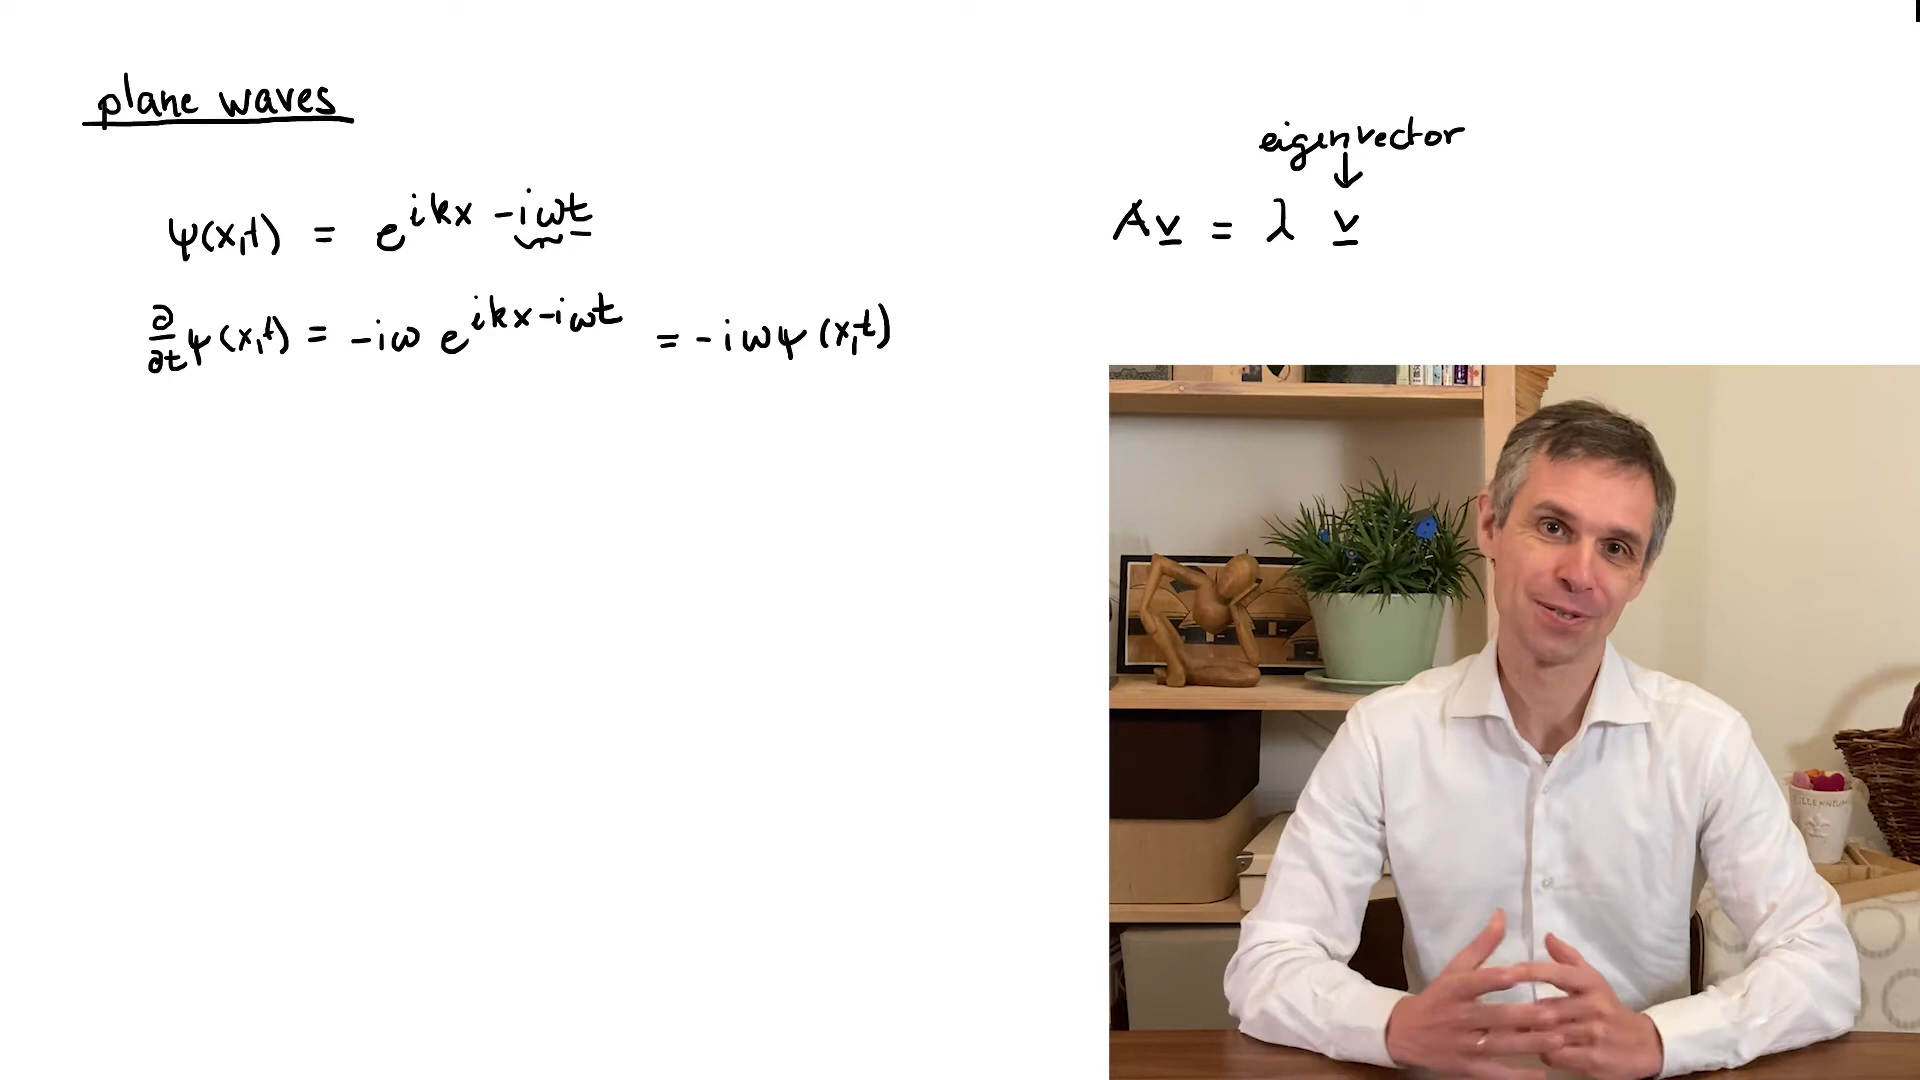 plane waves
ψ(x,t) = e^{ikx - iωt}
∂/∂t ψ(x,t) = -iω e^{ikx-iωt} = -iωψ(x,t)
eigenvector
↓
Av = λ v